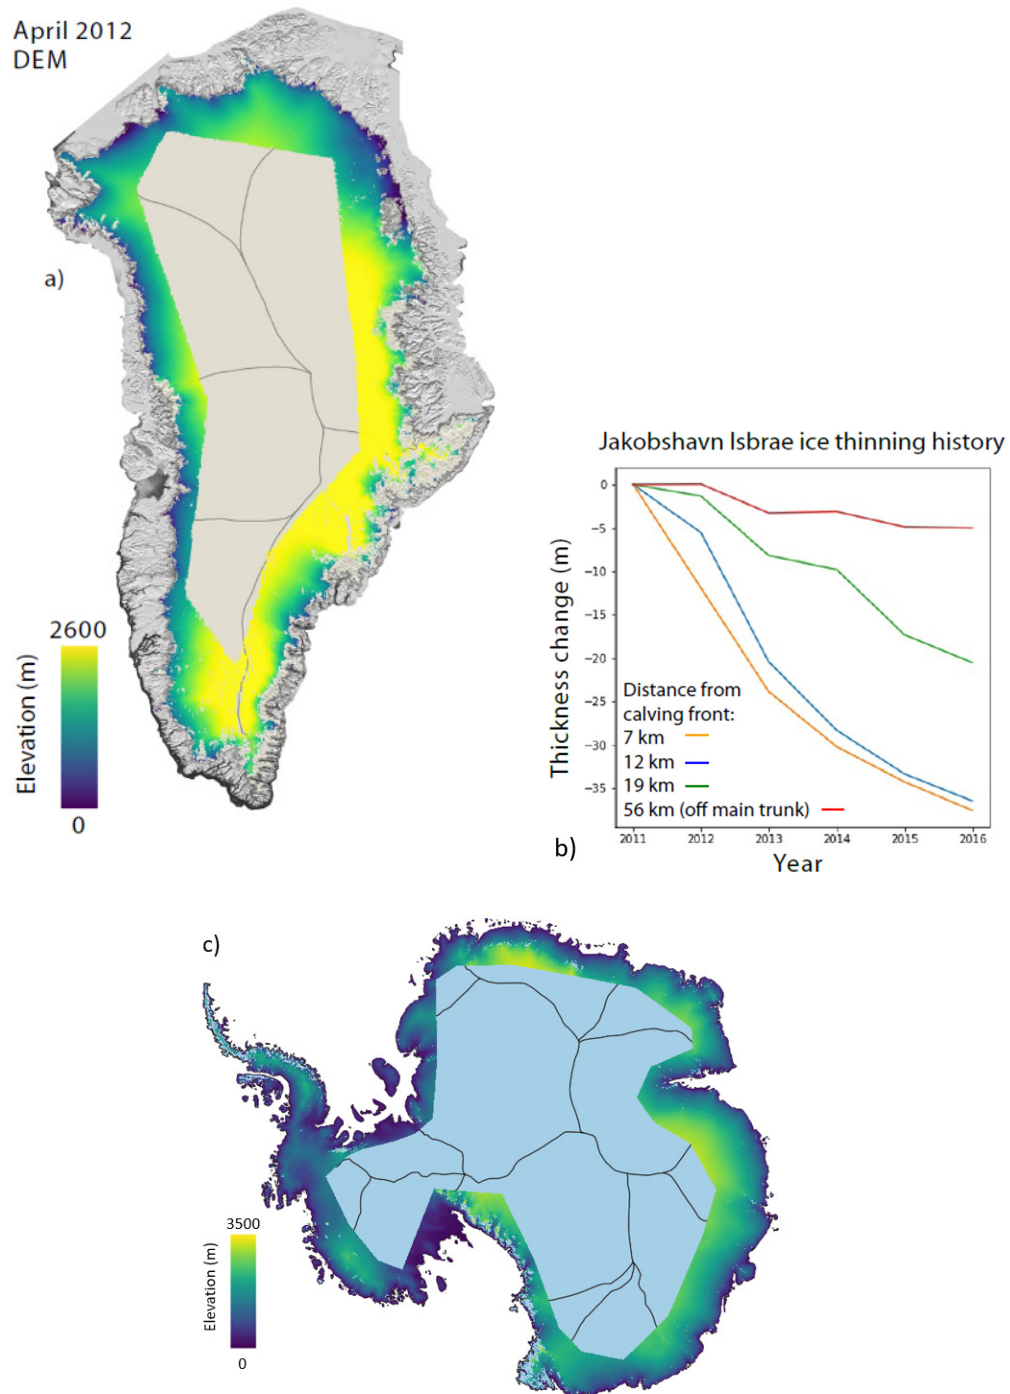 April 2012
DEM
a)
2600
Elevation (m)
0
Jakobshavn Isbrae ice thinning history
Thickness change (m)
0
−5
−10
−15
−20
−25
−30
−35
Distance from
calving front:
7 km
12 km
19 km
56 km (off main trunk)
2011 2012 2013 2014 2015 2016
Year
b)
c)
3500
Elevation (m)
0